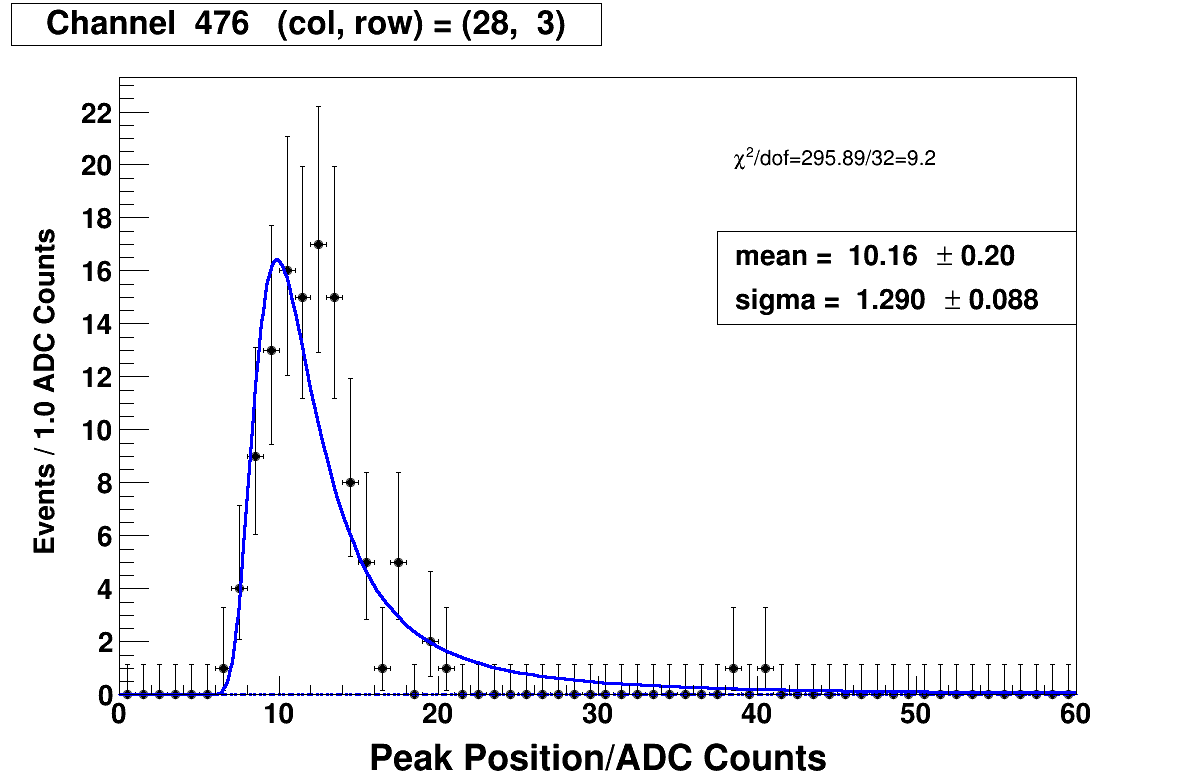 Channel 476 (col, row) = (28, 3)
χ²/dof=295.89/32=9.2
mean = 10.16 ± 0.20
sigma = 1.290 ± 0.088
Events / 1.0 ADC Counts
22
20
18
16
14
12
10
8
6
4
2
0
0 10 20 30 40 50 60
Peak Position/ADC Counts